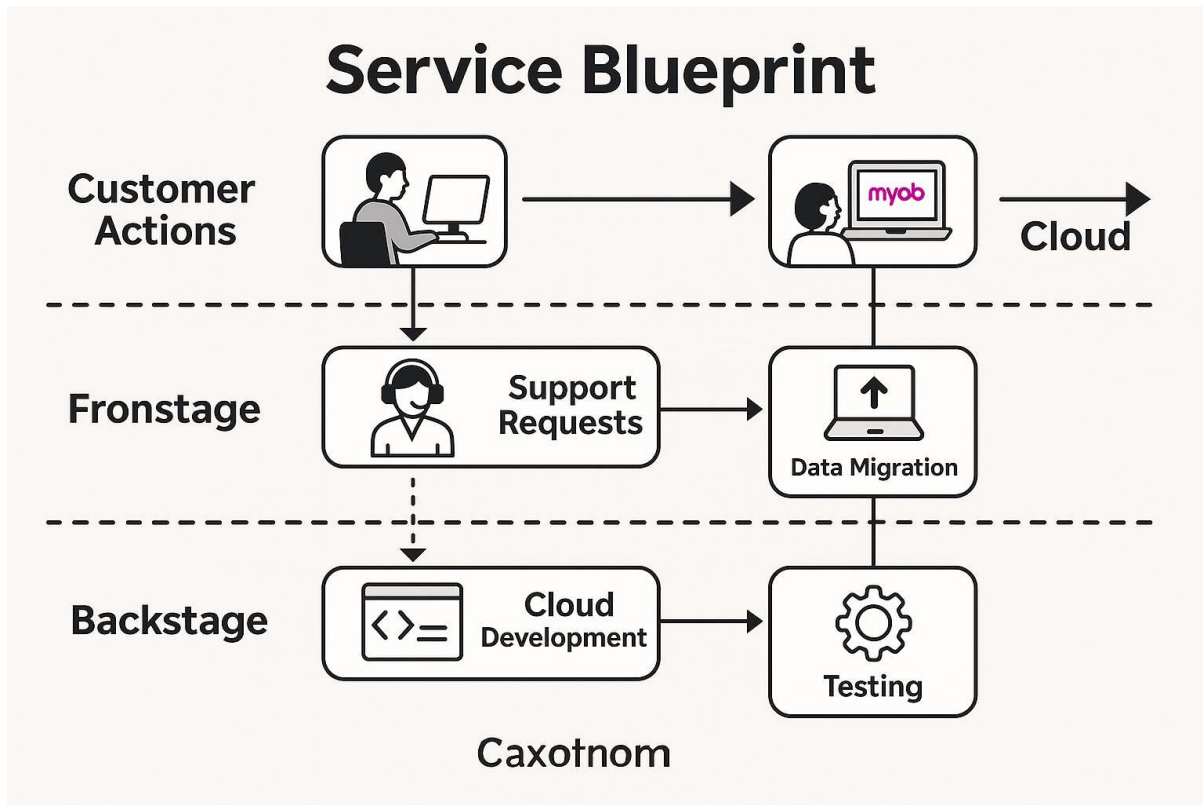 Service Blueprint
Customer
Actions
myob
Cloud
Fronstage
Support
Requests
Data Migration
Backstage
Cloud
Development
Testing
Caxotnom